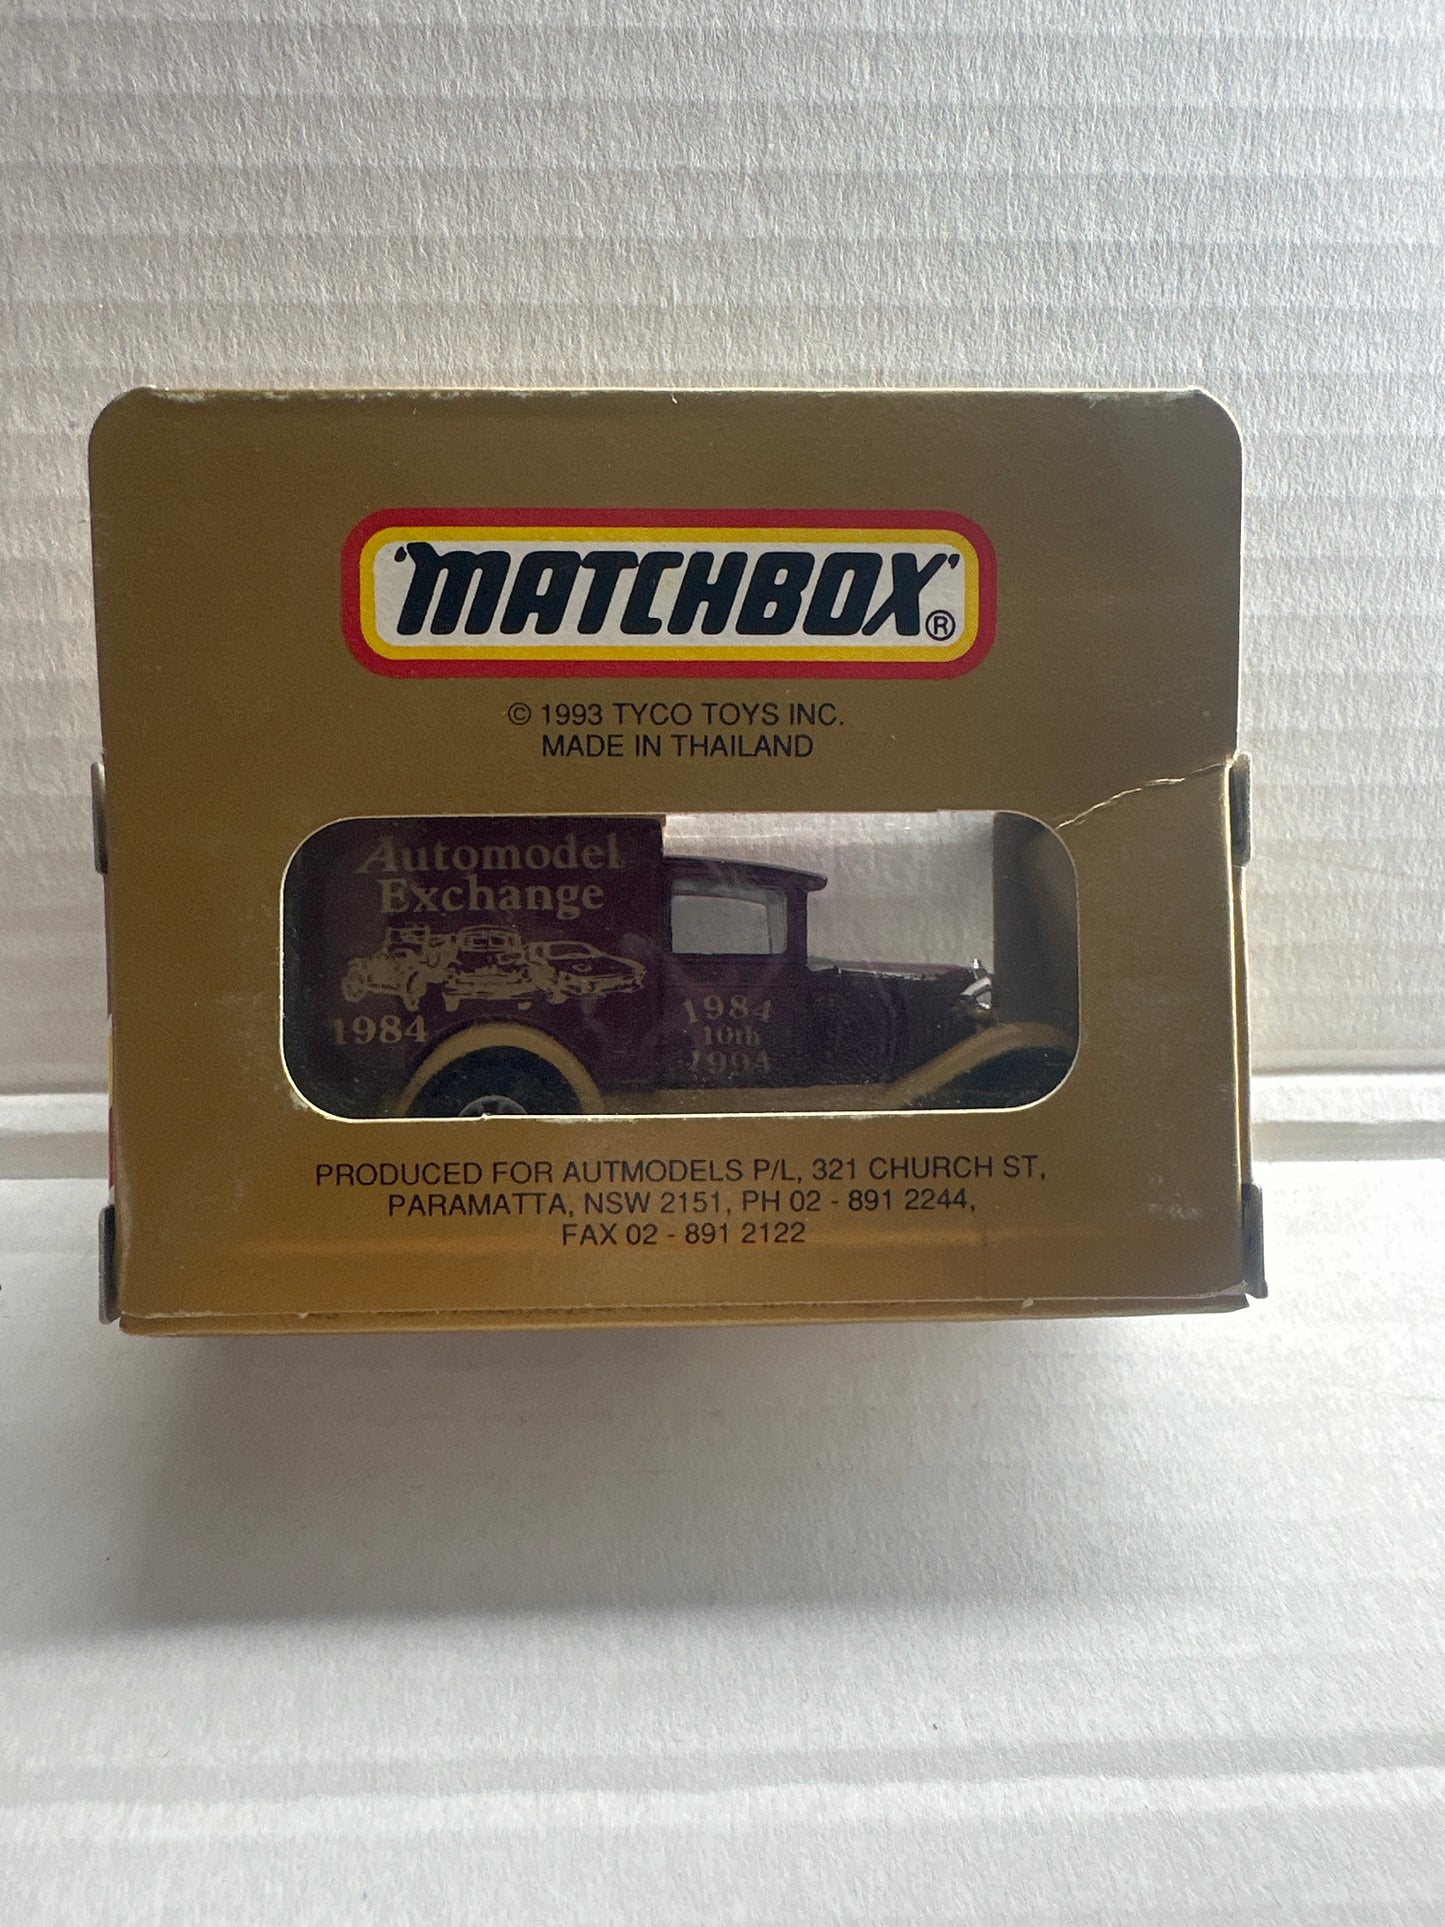 'MATCHBOX'®
© 1993 TYCO TOYS INC.
MADE IN THAILAND
Automodel
Exchange
1984
1984
10th
1994
PRODUCED FOR AUTMODELS P/L, 321 CHURCH ST,
PARAMATTA, NSW 2151, PH 02 - 891 2244,
FAX 02 - 891 2122